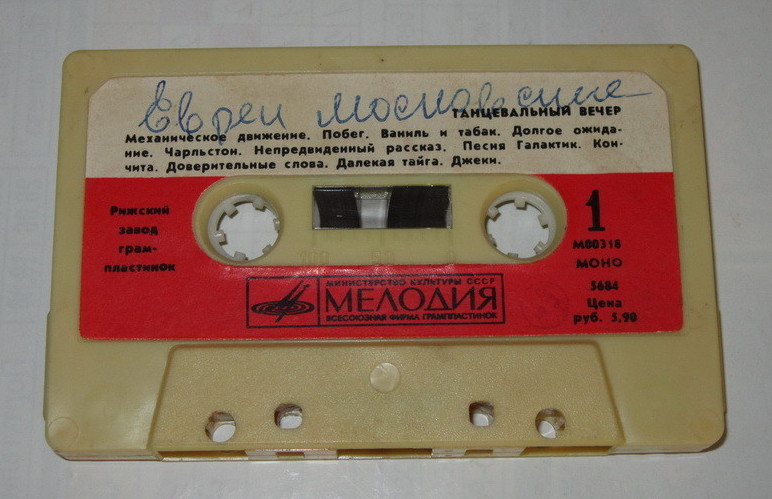 Евреи московские
ТАНЦЕВАЛЬНЫЙ ВЕЧЕР
Механическое движение. Побег. Ваниль и табак. Долгое ожида-
ние. Чарльстон. Непредвиденный рассказ. Песня Галактик. Кон-
чита. Доверительные слова. Далекая тайга. Джеки.
Рижский
завод
грам-
пластинок
1
М00318
МОНО
5684
Цена
руб. 5,90
МИНИСТЕРСТВО КУЛЬТУРЫ СССР
МЕЛОДИЯ
ВСЕСОЮЗНАЯ ФИРМА ГРАМПЛАСТИНОК
100